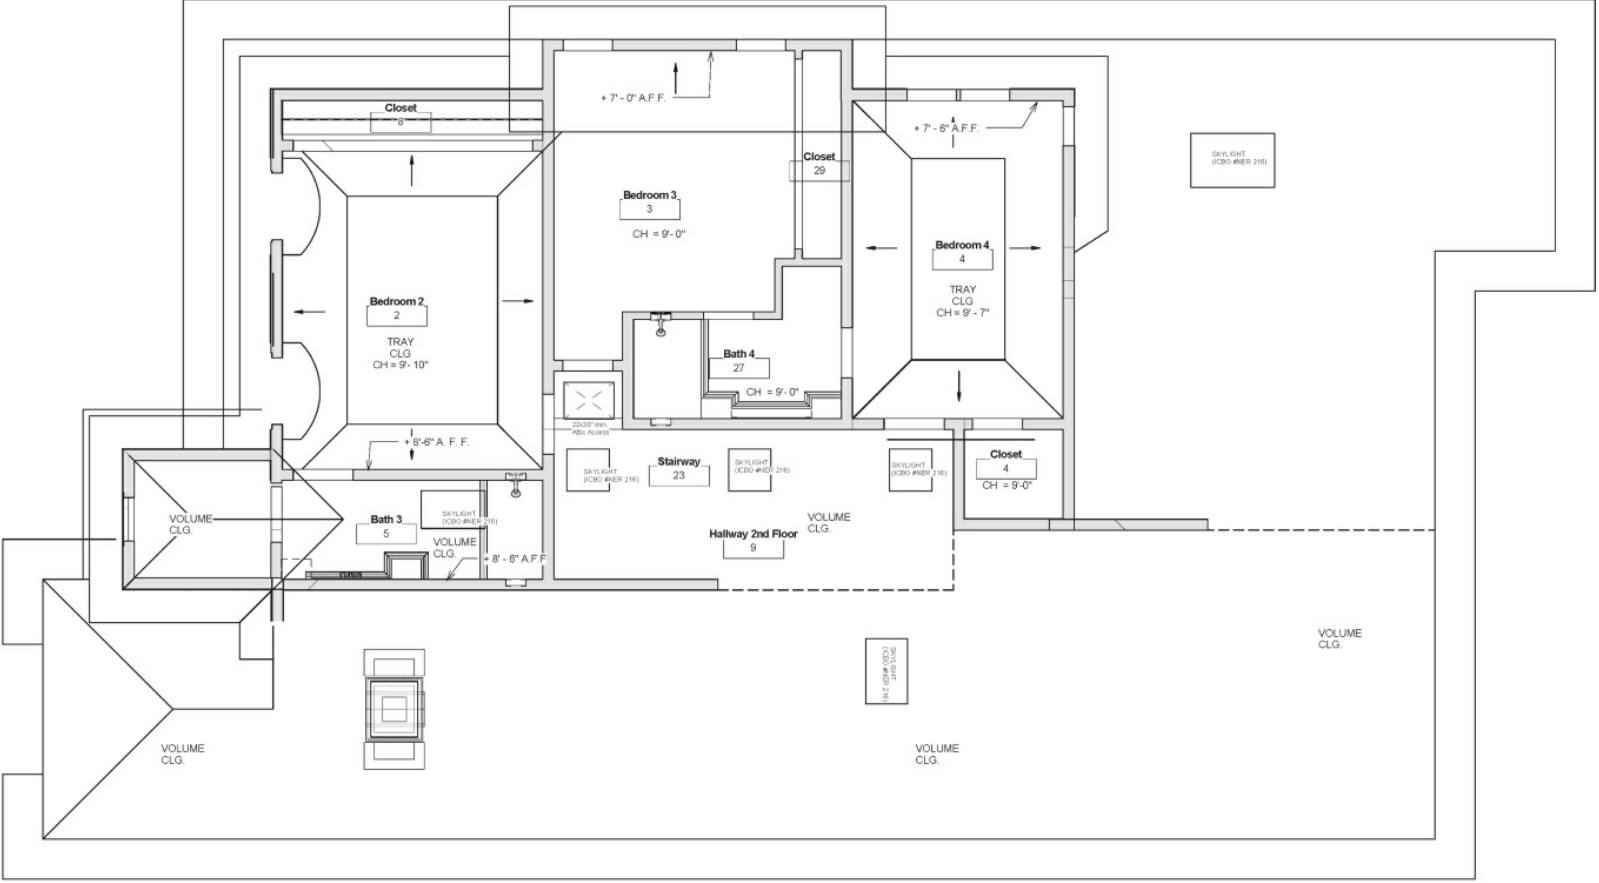 Closet
8
+ 7' - 0" A.F.F.
+ 7' - 6" A.F.F.
Closet
29
SKYLIGHT
(ICBO #NER 216)
Bedroom 3
3
CH = 9'- 0"
Bedroom 4
4
TRAY
CLG
CH = 9' - 7"
Bedroom 2
2
TRAY
CLG
CH = 9'- 10"
Bath 4
27
CH = 9'- 0"
22x30" min.
Attic Access
+ 8'-6" A. F. F.
SKYLIGHT
(ICBO #NER 216)
Stairway
23
SKYLIGHT
(ICBO #NER 216)
SKYLIGHT
(ICBO #NER 216)
Closet
4
CH = 9'-0"
VOLUME
CLG.
Bath 3
5
SKYLIGHT
(ICBO #NER 216)
VOLUME
CLG.
+ 8' - 6" A.F.F
VOLUME
CLG.
Hallway 2nd Floor
9
VOLUME
CLG.
SKYLIGHT
(ICBO #NER 216)
VOLUME
CLG.
VOLUME
CLG.